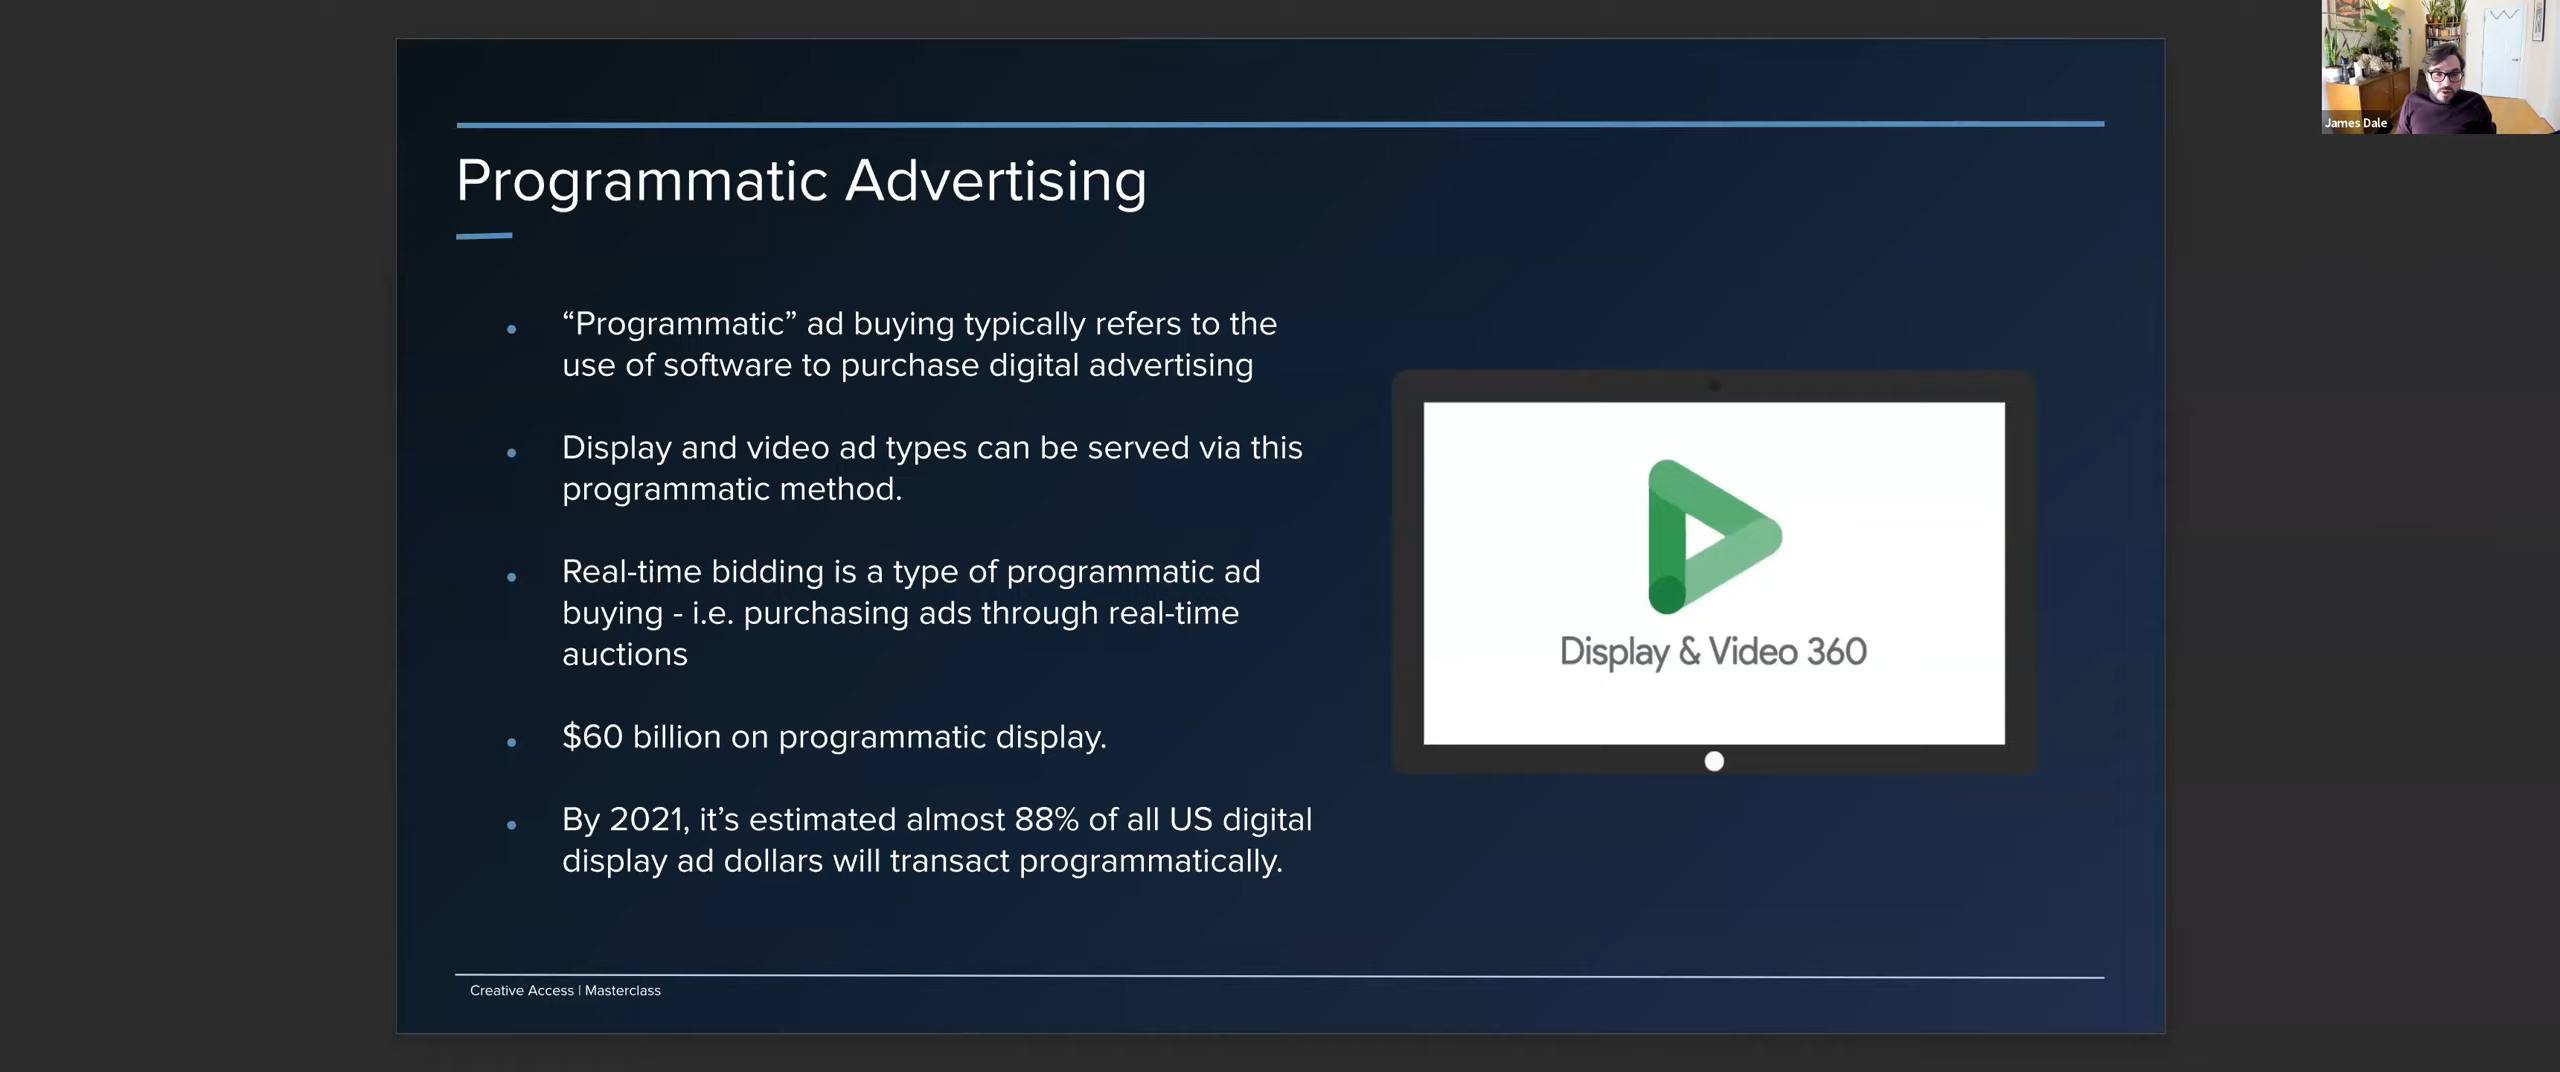 James Dale
Programmatic Advertising
“Programmatic” ad buying typically refers to the
use of software to purchase digital advertising
Display and video ad types can be served via this
programmatic method.
Real-time bidding is a type of programmatic ad
buying - i.e. purchasing ads through real-time
auctions
$60 billion on programmatic display.
By 2021, it’s estimated almost 88% of all US digital
display ad dollars will transact programmatically.
Display & Video 360
Creative Access | Masterclass